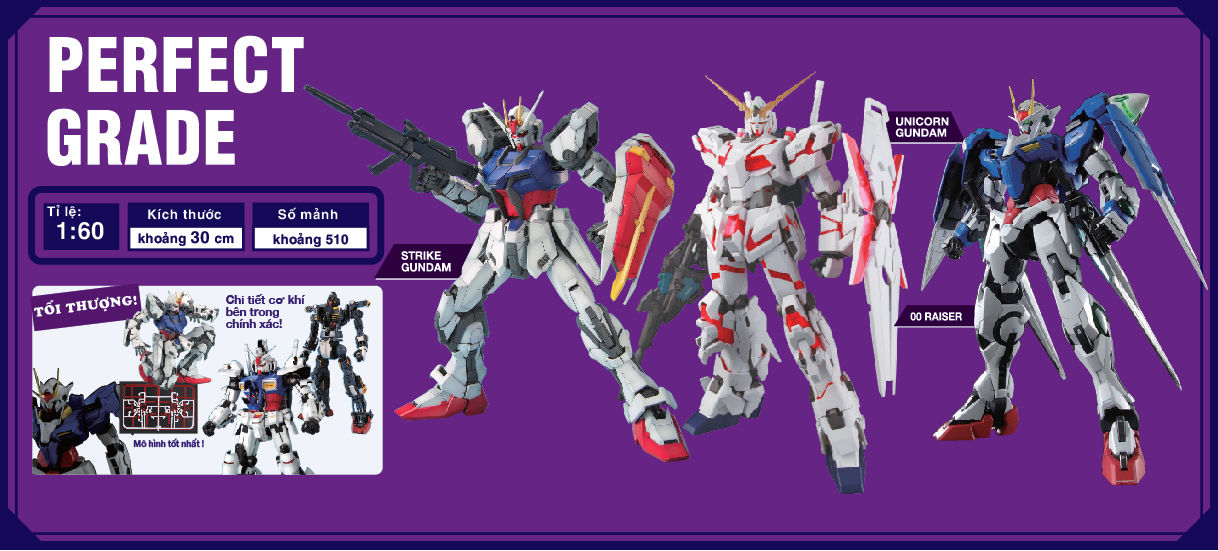 PERFECT
GRADE
Tỉ lệ:
1:60
Kích thước
khoảng 30 cm
Số mảnh
khoảng 510
STRIKE
GUNDAM
UNICORN
GUNDAM
00 RAISER
TỐI THƯỢNG!
Chi tiết cơ khí
bên trong
chính xác!
Mô hình tốt nhất !